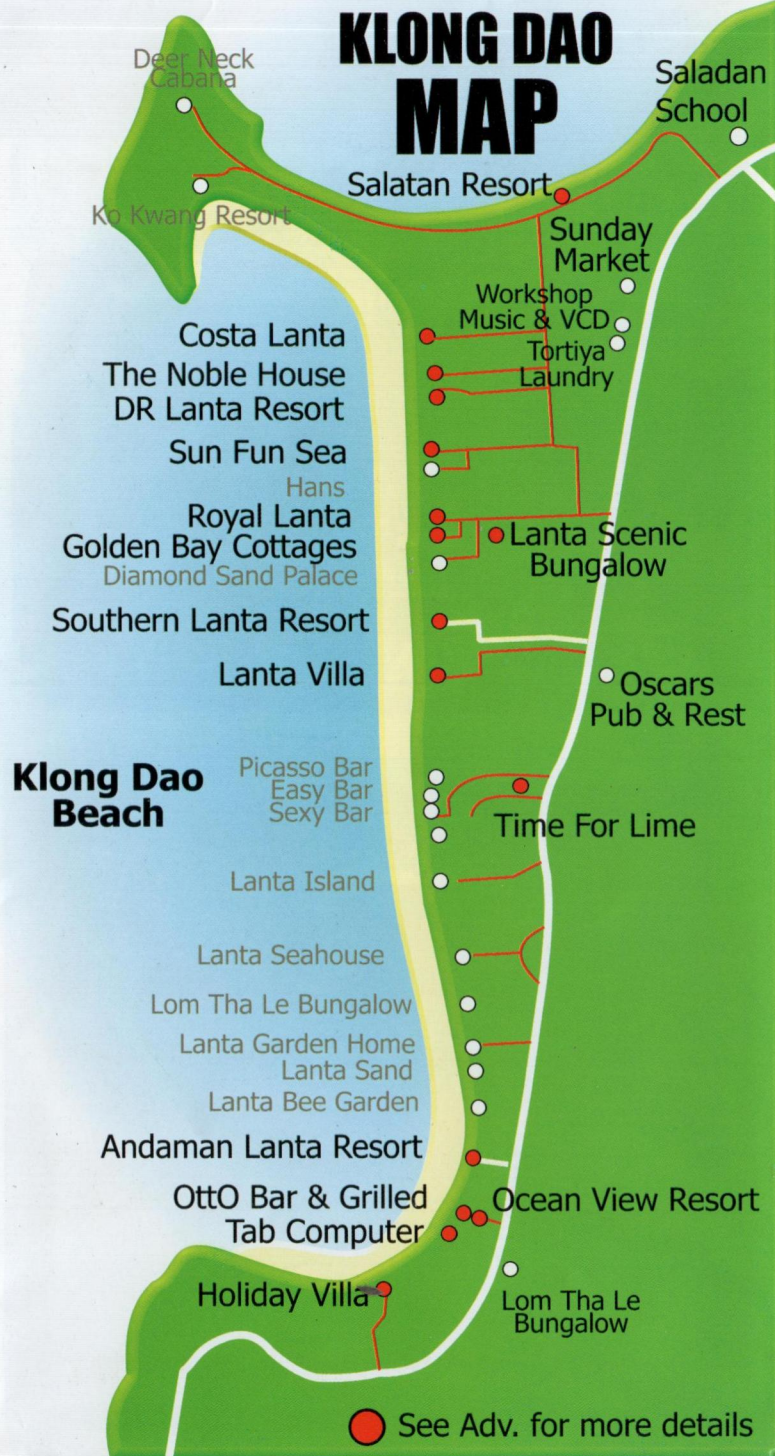 KLONG DAO
MAP
Deer Neck
Cabana
Saladan
School
Salatan Resort
Ko Kwang Resort
Sunday
Market
Workshop
Music & VCD
Tortiya
Laundry
Costa Lanta
The Noble House
DR Lanta Resort
Sun Fun Sea
Hans
Royal Lanta
Golden Bay Cottages
Diamond Sand Palace
Lanta Scenic
Bungalow
Southern Lanta Resort
Lanta Villa
Oscars
Pub & Rest
Klong Dao
Beach
Picasso Bar
Easy Bar
Sexy Bar
Time For Lime
Lanta Island
Lanta Seahouse
Lom Tha Le Bungalow
Lanta Garden Home
Lanta Sand
Lanta Bee Garden
Andaman Lanta Resort
OttO Bar & Grilled
Tab Computer
Ocean View Resort
Holiday Villa
Lom Tha Le
Bungalow
See Adv. for more details